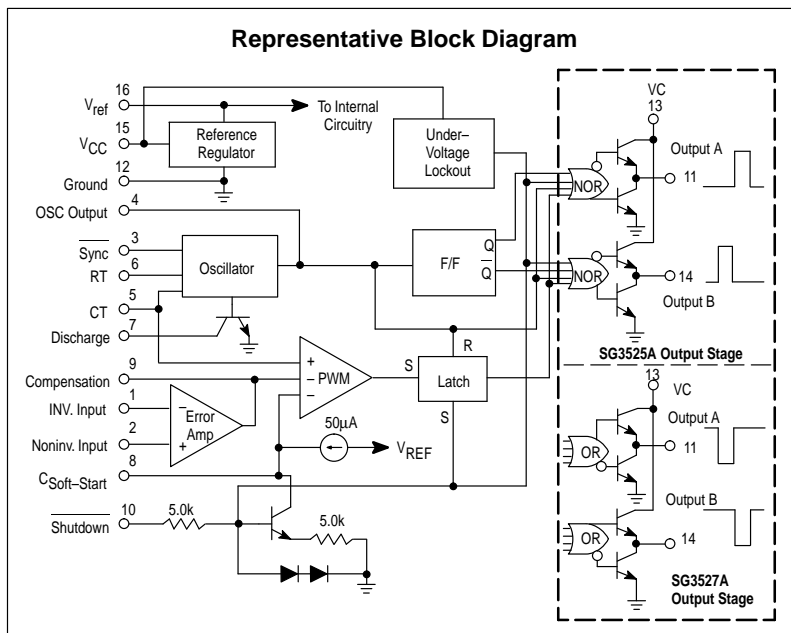 Representative Block Diagram
16
Vref
To Internal
Circuitry
15
VCC
Reference
Regulator
Under–
Voltage
Lockout
12
Ground
4
OSC Output
3
Sync
6
RT
5
CT
7
Discharge
Oscillator
F/F
Q
Q
NOR
NOR
VC
13
Output A
11
14
Output B
SG3525A Output Stage
9
Compensation
1
INV. Input
2
Noninv. Input
8
CSoft–Start
10
Shutdown
Error
Amp
–
+
+
–
–
PWM
S
R
Latch
S
50µA
VREF
5.0k
5.0k
13
VC
Output A
OR
11
Output B
OR
14
SG3527A
Output Stage